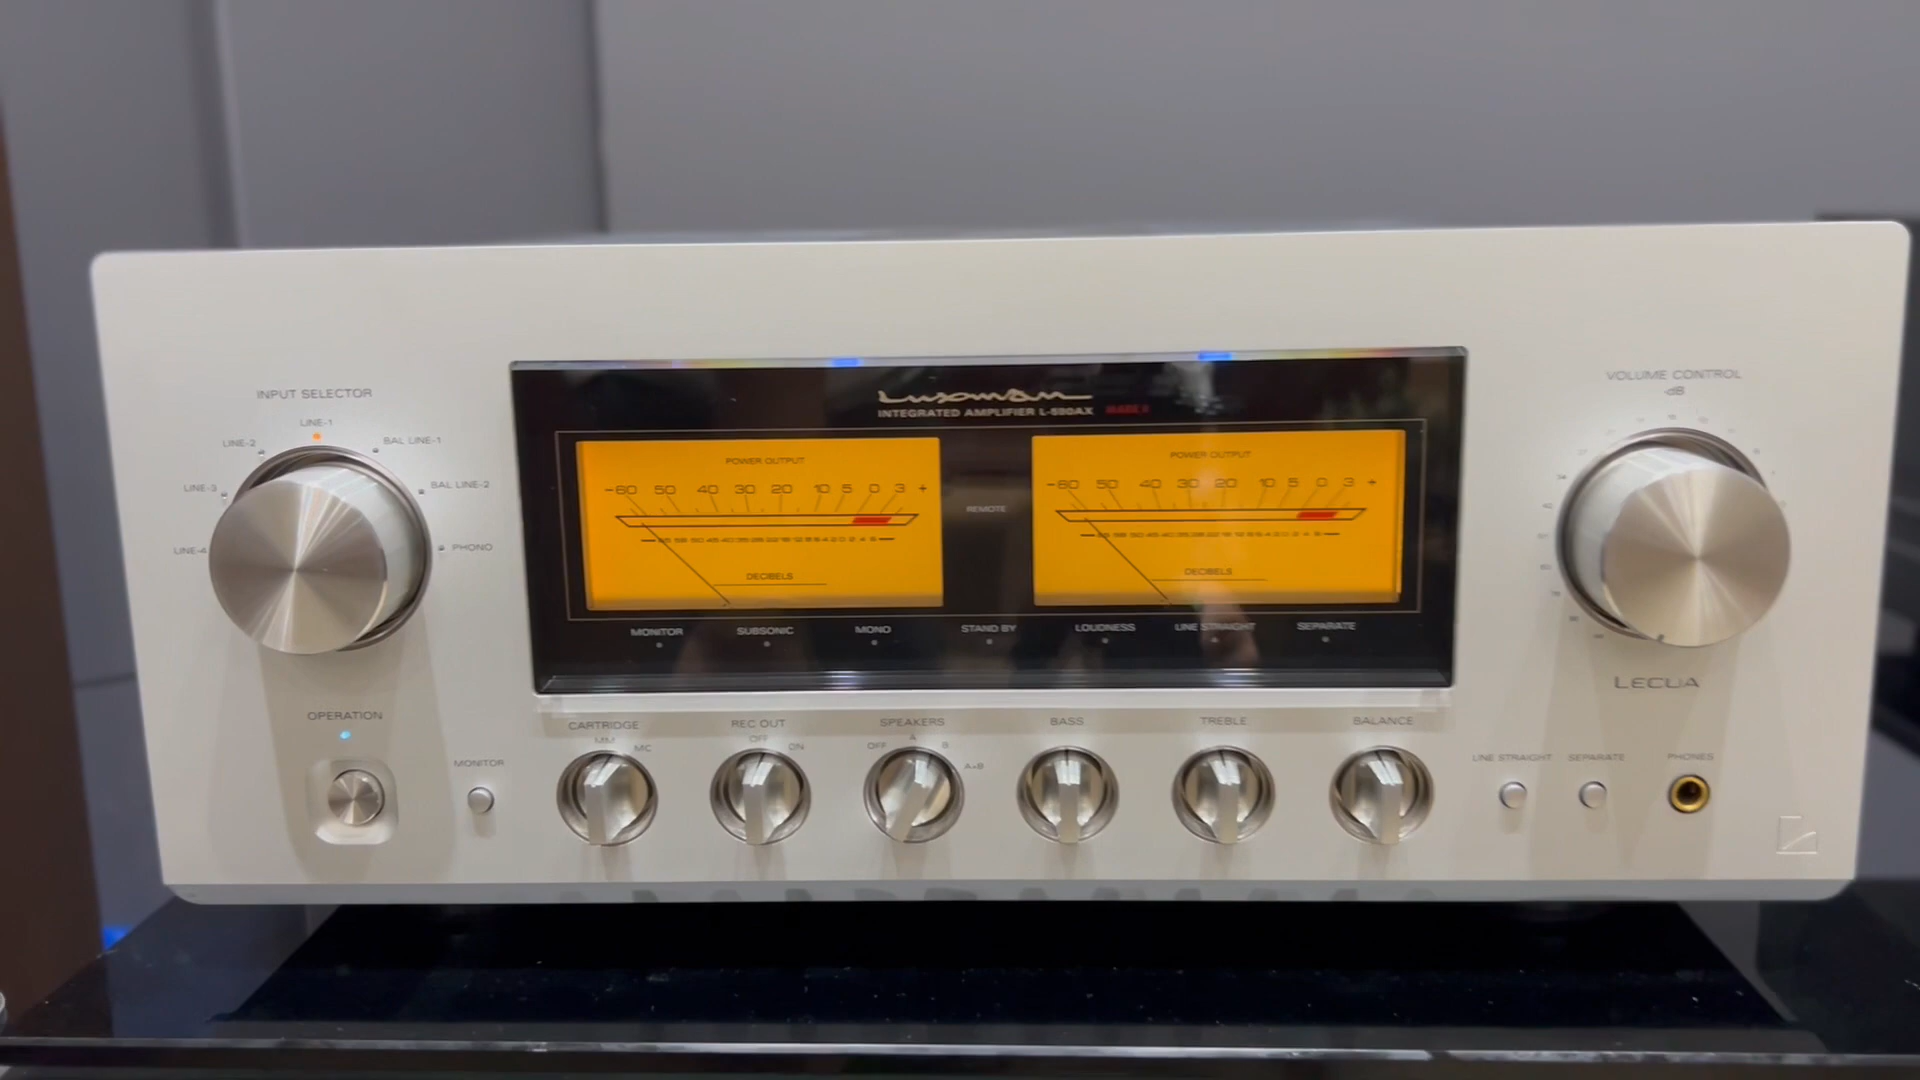 Luxman
INTEGRATED AMPLIFIER L-590AX MARK II
INPUT SELECTOR
LINE-1
LINE-2
BAL LINE-1
LINE-3
BAL LINE-2
LINE-4
PHONO
POWER OUTPUT
-60 50 40 30 20 10 5 0 3 +
DECIBELS
REMOTE
POWER OUTPUT
-60 50 40 30 20 10 5 0 3 +
DECIBELS
MONITOR SUBSONIC MONO STAND BY LOUDNESS LINE STRAIGHT SEPARATE
VOLUME CONTROL
-dB
LECUA
OPERATION
MONITOR
CARTRIDGE
MM MC
REC OUT
OFF ON
SPEAKERS
OFF A B A+B
BASS
TREBLE
BALANCE
LINE STRAIGHT
SEPARATE
PHONES